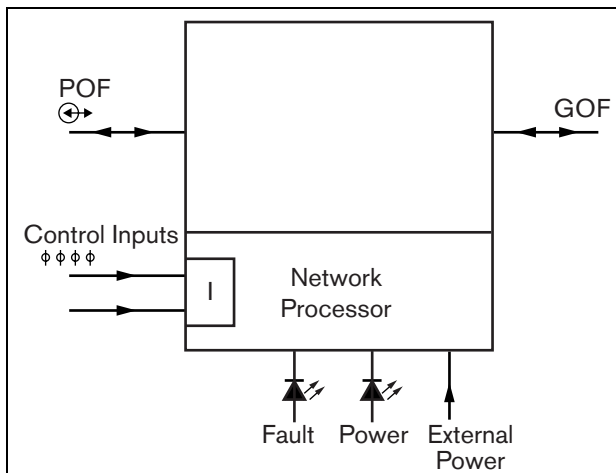 POF
GOF
Control Inputs
ϕ ϕ ϕ ϕ
I
Network
Processor
Fault
Power
External
Power